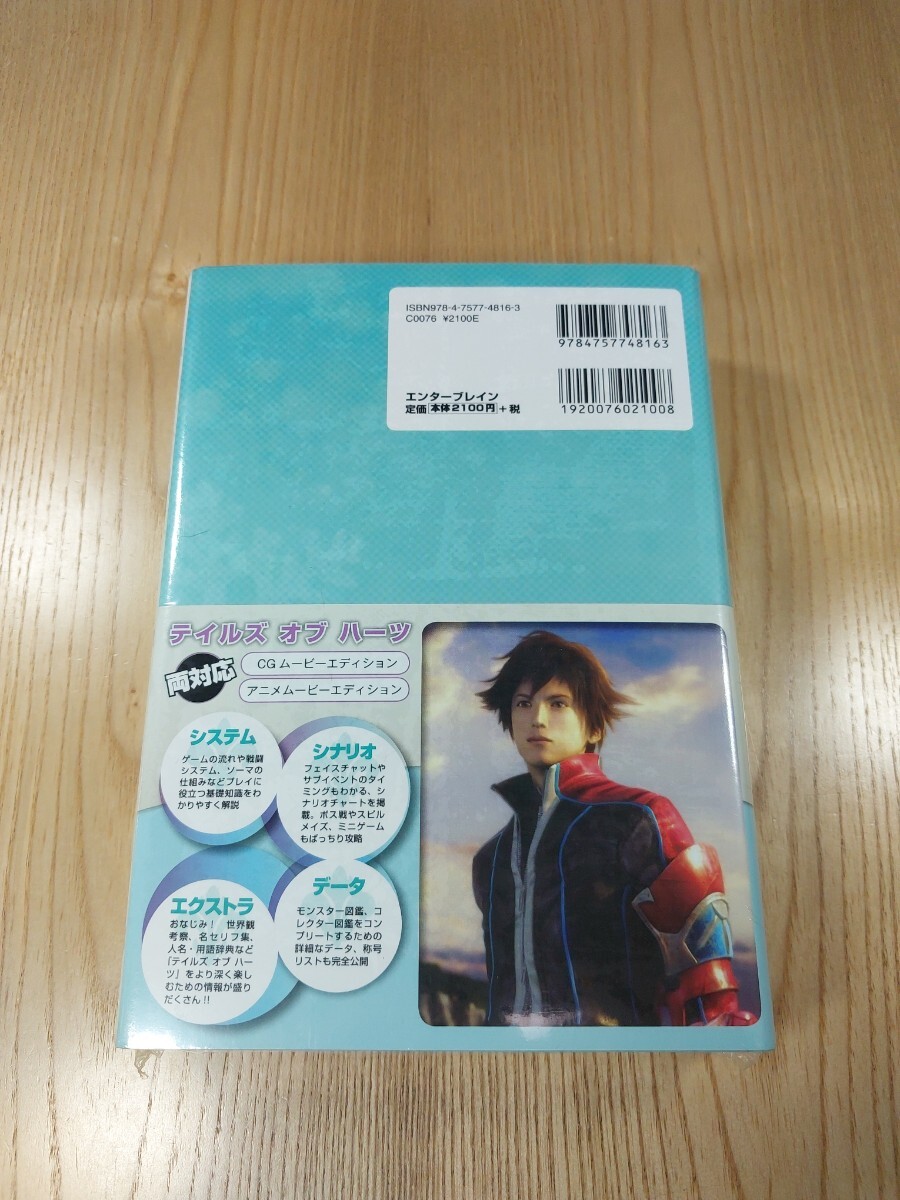 ISBN978-4-7577-4816-3
C0076 ¥2100E
9784757748163
エンターブレイン
定価 本体2100円 +税
1920076021008
テイルズ オブ ハーツ
両対応
CGムービーエディション
アニメムービーエディション
システム
ゲームの流れや戦闘
システム、ソーマの
仕組みなどプレイに
役立つ基礎知識をわ
かりやすく解説
シナリオ
フェイスチャットや
サブイベントのタイ
ミングもわかる、シ
ナリオチャートを掲
載。ボス戦やスピル
メイズ、ミニゲーム
もばっちり攻略
エクストラ
おなじみ! 世界観
考察、名セリフ集、
人名・用語辞典など
「テイルズ オブ ハー
ツ」をより深く楽し
むための情報が盛り
だくさん!!
データ
モンスター図鑑、コ
レクター図鑑をコン
プリートするための
詳細なデータ、称号
リストも完全公開